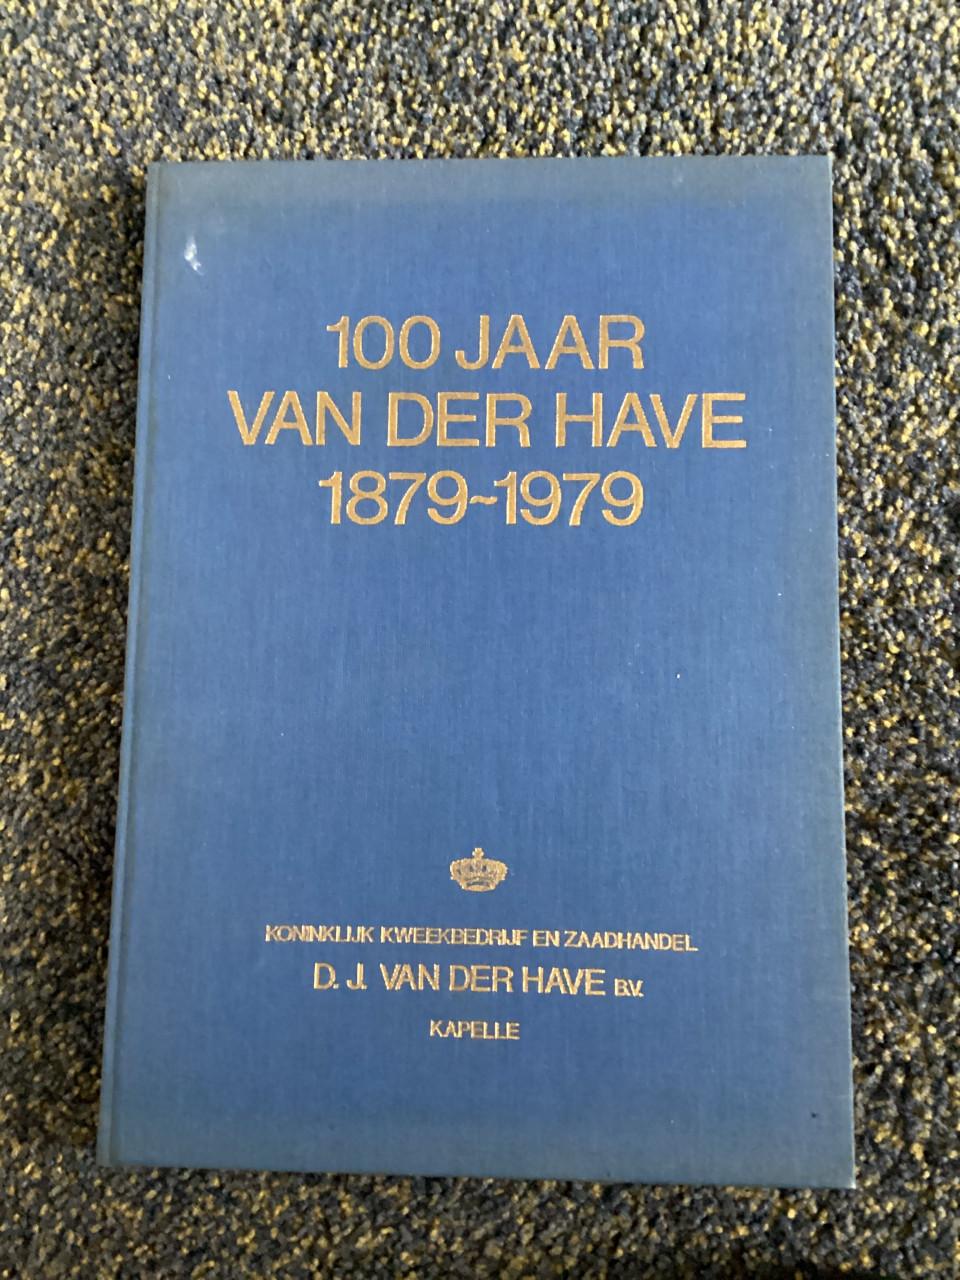 100 JAAR
VAN DER HAVE
1879~1979
KONINKLIJK KWEEKBEDRIJF EN ZAADHANDEL
D. J. VAN DER HAVE B.V.
KAPELLE